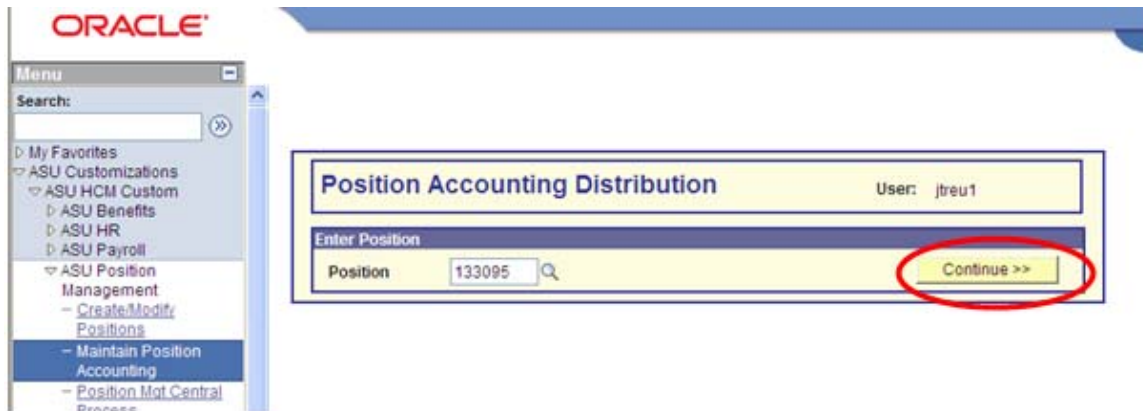 ORACLE
Menu
Search:
My Favorites
ASU Customizations
ASU HCM Custom
ASU Benefits
ASU HR
ASU Payroll
ASU Position
Management
– Create/Modify
Positions
– Maintain Position
Accounting
– Position Mgt Central
Process
Position Accounting Distribution
User: jtreu1
Enter Position
Position 133095
Continue >>